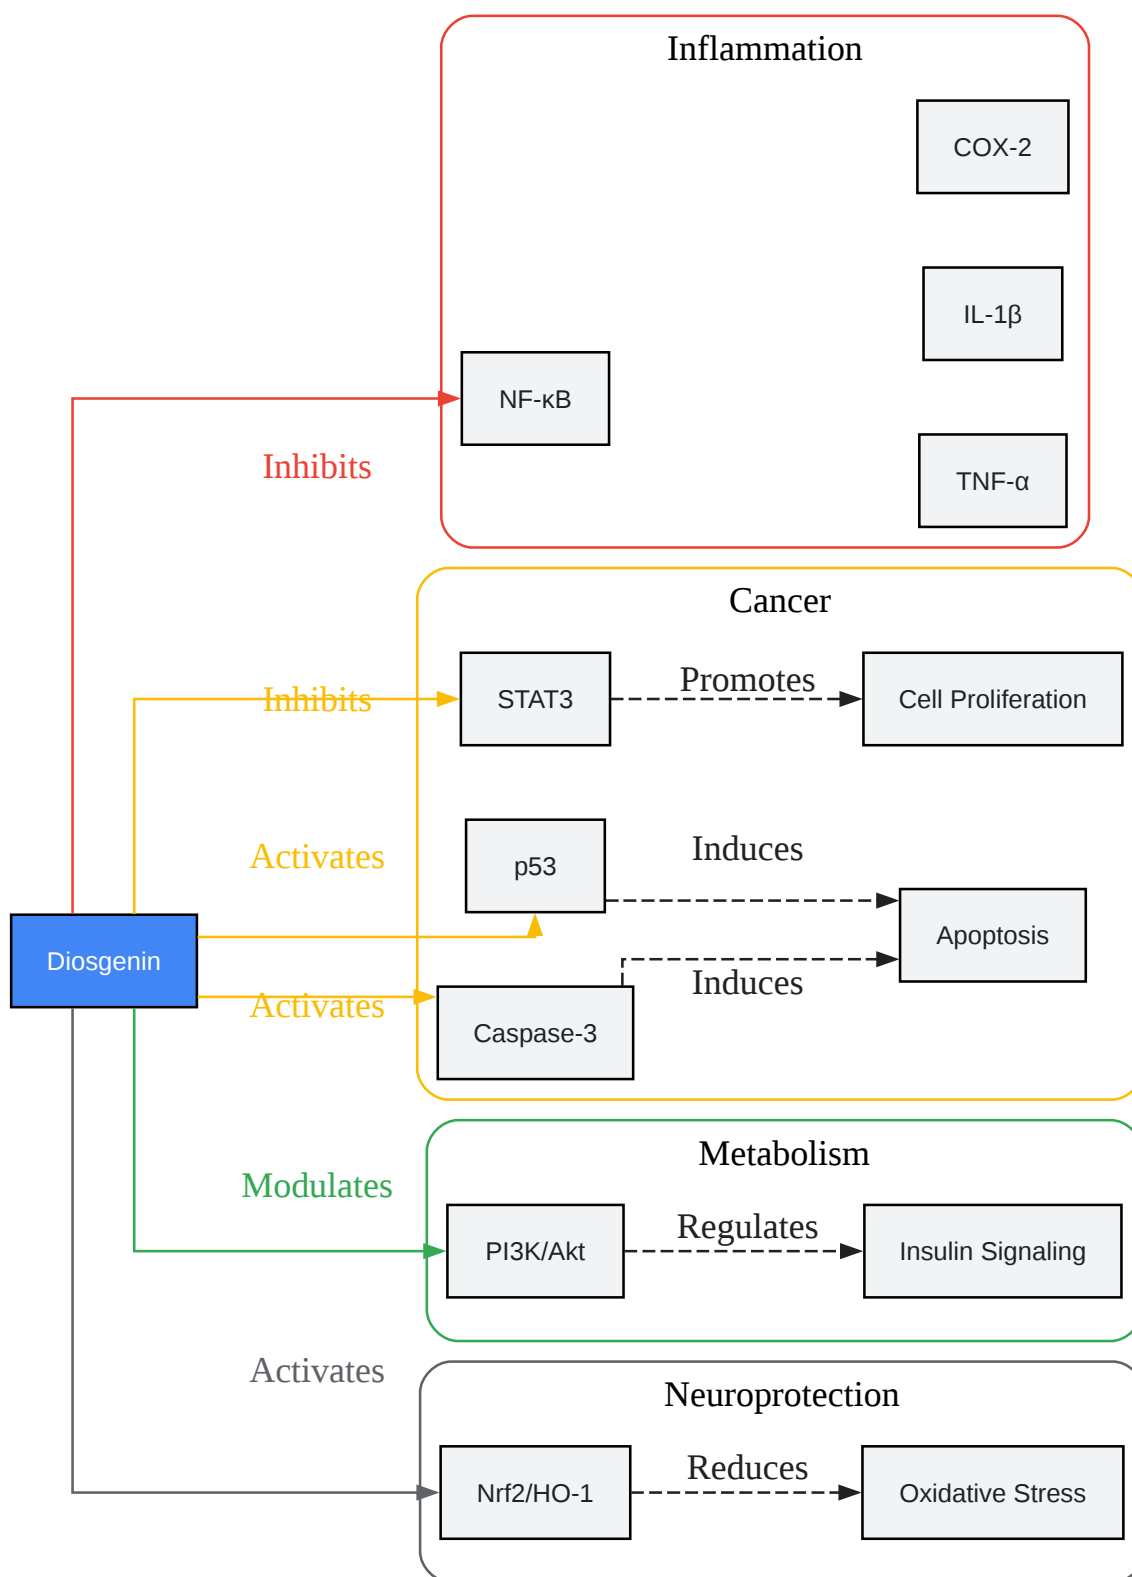 Inflammation
COX-2
IL-1β
NF-κB
Inhibits
TNF-α
Cancer
Inhibits
STAT3
Promotes
Cell Proliferation
Activates
p53
Induces
Diosgenin
Apoptosis
Activates
Caspase-3
Induces
Metabolism
Modulates
PI3K/Akt
Regulates
Insulin Signaling
Activates
Neuroprotection
Nrf2/HO-1
Reduces
Oxidative Stress